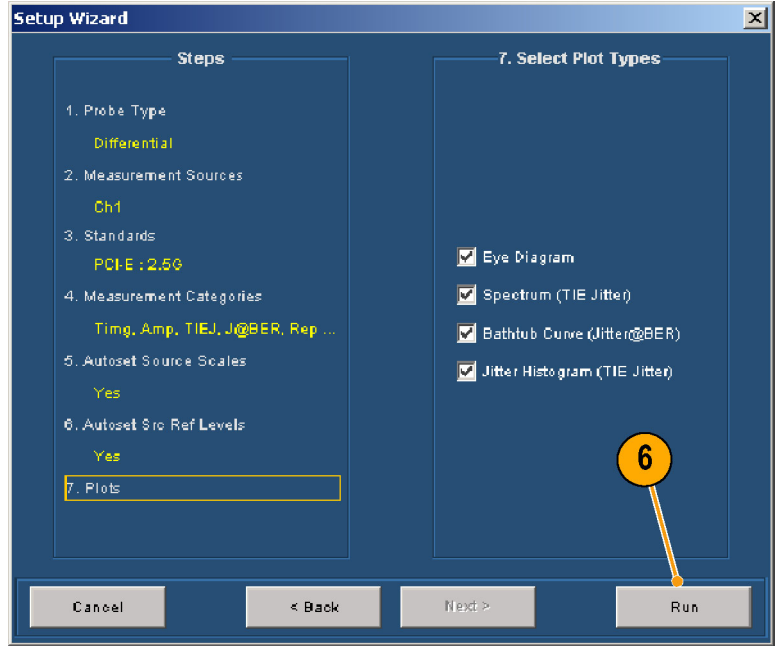 Setup Wizard
Steps
1. Probe Type
Differential
2. Measurement Sources
Ch1
3. Standards
PCI-E : 2.5G
4. Measurement Categories
Timg, Amp, TIEJ, J@BER, Rep ...
5. Autoset Source Scales
Yes
6. Autoset Src Ref Levels
Yes
7. Plots
7. Select Plot Types
Eye Diagram
Spectrum (TIE Jitter)
Bathtub Curve (Jitter@BER)
Jitter Histogram (TIE Jitter)
6
Cancel
< Back
Next >
Run